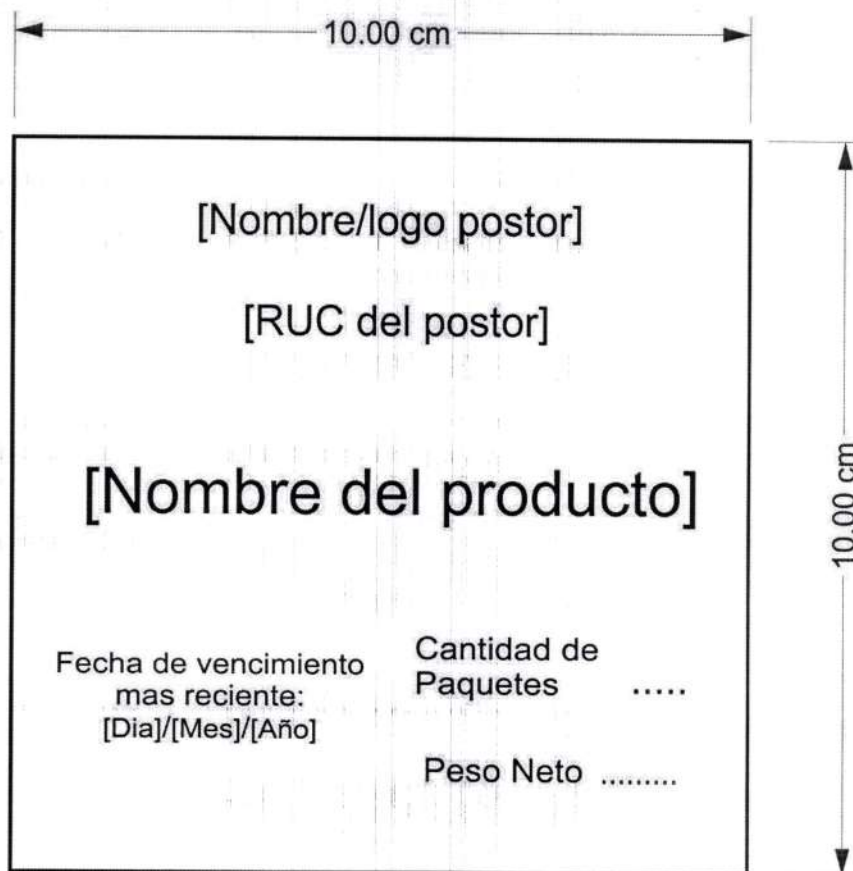 10.00 cm
[Nombre/logo postor]
[RUC del postor]
10.00 cm
[Nombre del producto]
Fecha de vencimiento
mas reciente:
[Dia]/[Mes]/[Año]
Cantidad de
Paquetes .....
Peso Neto .........